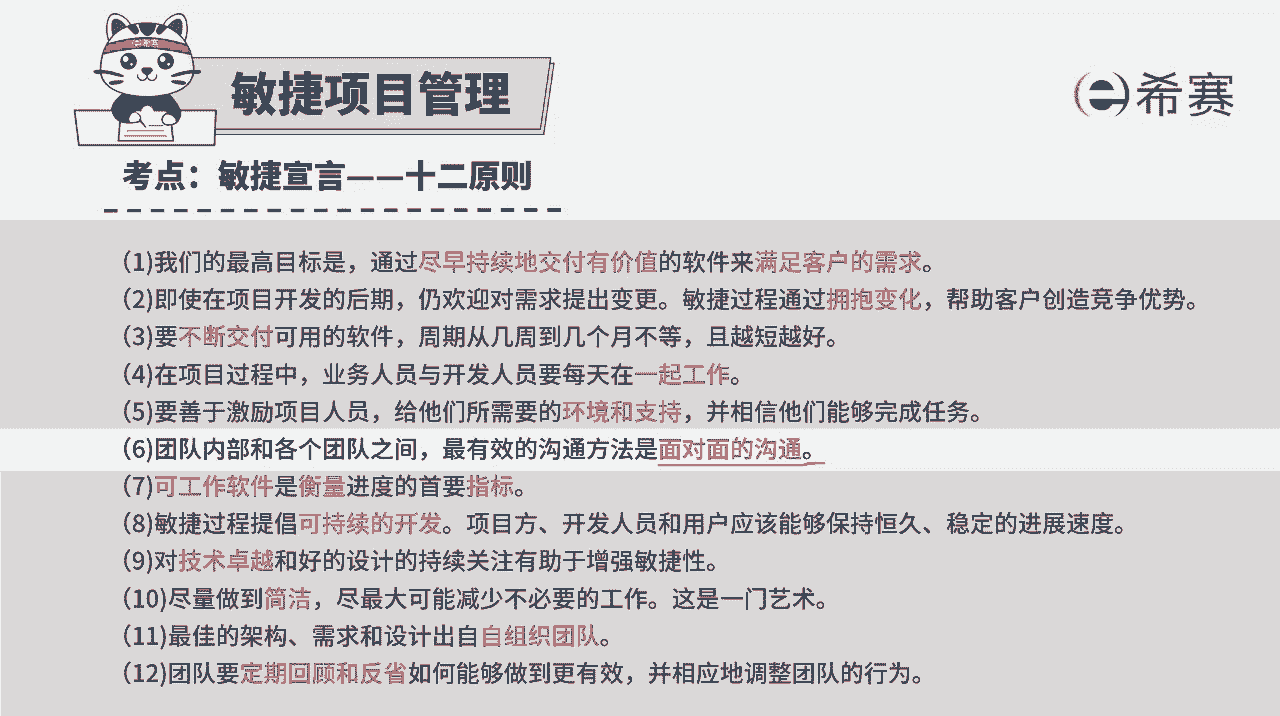 敏捷项目管理
希赛
考点：敏捷宣言——十二原则
(1)我们的最高目标是，通过尽早持续地交付有价值的软件来满足客户的需求。
(2)即使在项目开发的后期，仍欢迎对需求提出变更。敏捷过程通过拥抱变化，帮助客户创造竞争优势。
(3)要不断交付可用的软件，周期从几周到几个月不等，且越短越好。
(4)在项目过程中，业务人员与开发人员要每天在一起工作。
(5)要善于激励项目人员，给他们所需要的环境和支持，并相信他们能够完成任务。
(6)团队内部和各个团队之间，最有效的沟通方法是面对面的沟通。
(7)可工作软件是衡量进度的首要指标。
(8)敏捷过程提倡可持续的开发。项目方、开发人员和用户应该能够保持恒久、稳定的进展速度。
(9)对技术卓越和好的设计的持续关注有助于增强敏捷性。
(10)尽量做到简洁，尽最大可能减少不必要的工作。这是一门艺术。
(11)最佳的架构、需求和设计出自自组织团队。
(12)团队要定期回顾和反省如何能够做到更有效，并相应地调整团队的行为。